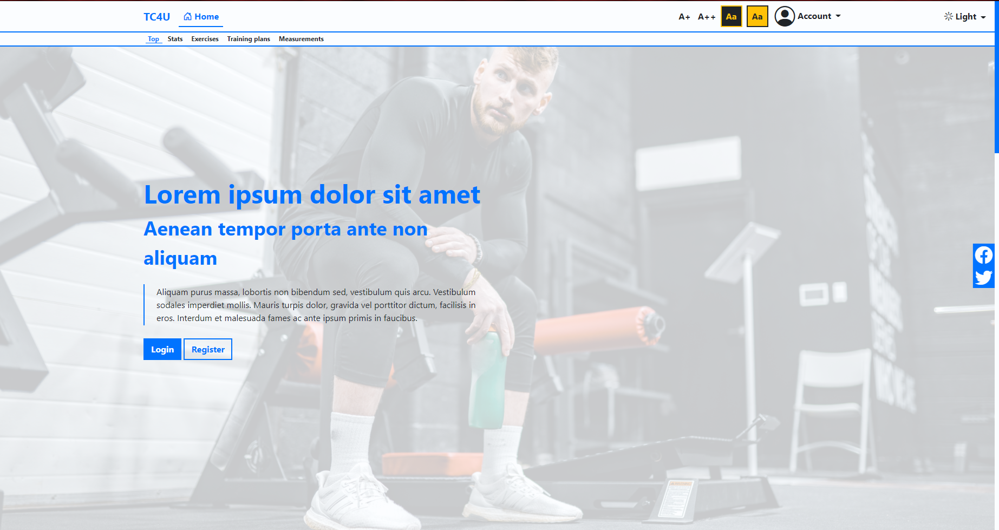 TC4U Home A+ A++ Aa Aa Account Light
Top Stats Exercises Training plans Measurements
Lorem ipsum dolor sit amet
Aenean tempor porta ante non
aliquam
Aliquam purus massa, lobortis non bibendum sed, vestibulum quis arcu. Vestibulum
sodales imperdiet mollis. Mauris turpis dolor, gravida vel porttitor dictum, facilisis in
eros. Interdum et malesuada fames ac ante ipsum primis in faucibus.
Login Register